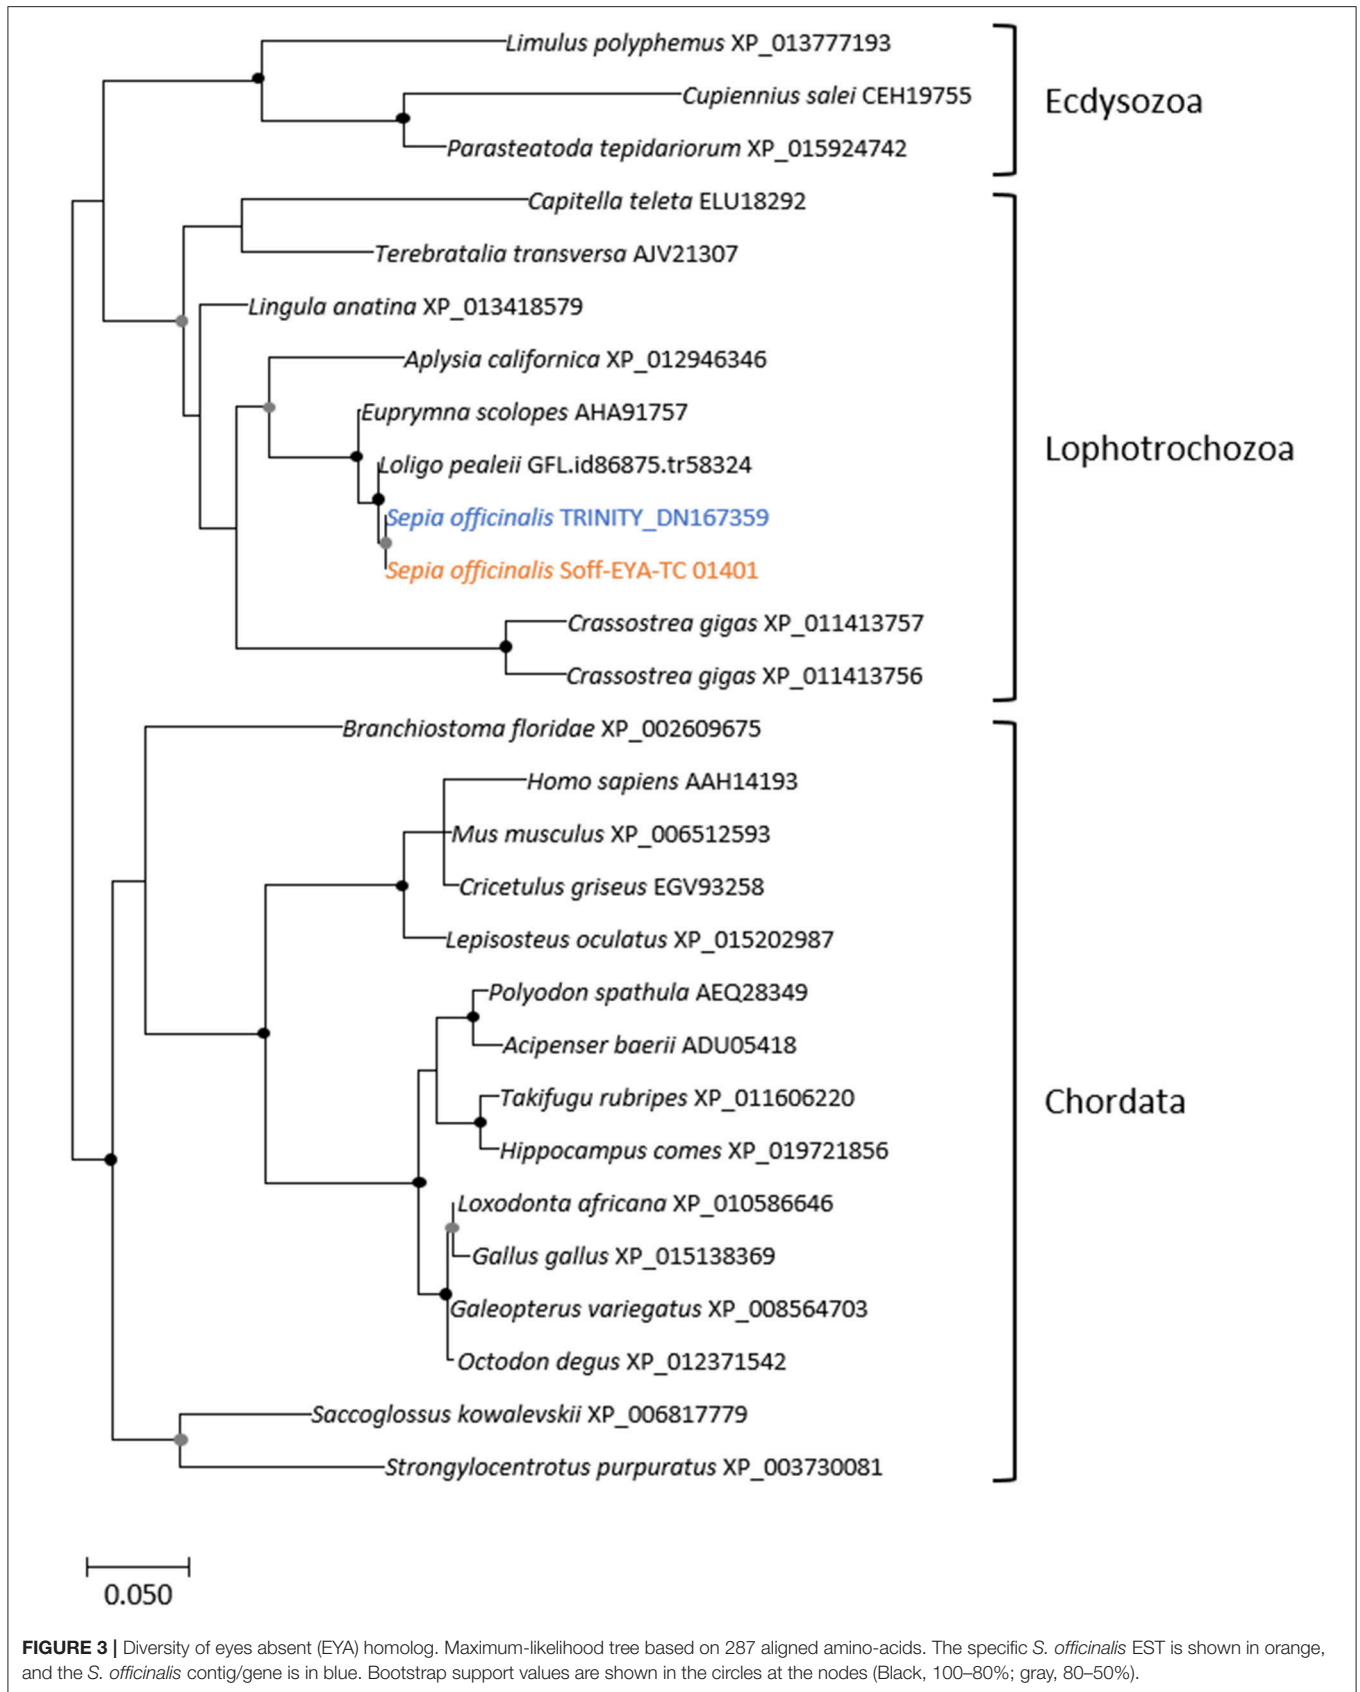 Limulus polyphemus XP_013777193
Cupiennius salei CEH19755
Ecdysozoa
Parasteatoda tepidariorum XP_015924742
Capitella teleta ELU18292
Terebratalia transversa AJV21307
Lingula anatina XP_013418579
Aplysia californica XP_012946346
Euprymna scolopes AHA91757
Lophotrochozoa
Loligo pealeii GFL.id86875.tr58324
Sepia officinalis TRINITY_DN167359
Sepia officinalis Soff-EYA-TC 01401
Crassostrea gigas XP_011413757
Crassostrea gigas XP_011413756
Branchiostoma floridae XP_002609675
Homo sapiens AAH14193
Mus musculus XP_006512593
Cricetulus griseus EGV93258
Lepisosteus oculatus XP_015202987
Polyodon spathula AEQ28349
Acipenser baerii ADU05418
Takifugu rubripes XP_011606220
Chordata
Hippocampus comes XP_019721856
Loxodonta africana XP_010586646
Gallus gallus XP_015138369
Galeopterus variegatus XP_008564703
Octodon degus XP_012371542
Saccoglossus kowalevskii XP_006817779
Strongylocentrotus purpuratus XP_003730081
0.050
FIGURE 3 | Diversity of eyes absent (EYA) homolog. Maximum-likelihood tree based on 287 aligned amino-acids. The specific S. officinalis EST is shown in orange,
and the S. officinalis contig/gene is in blue. Bootstrap support values are shown in the circles at the nodes (Black, 100–80%; gray, 80–50%).